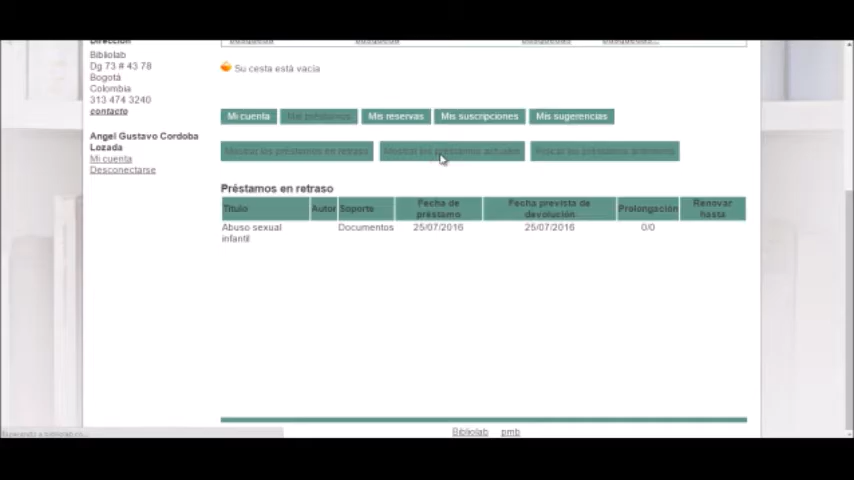 Dirección
Bibliolab
Dg 73 # 43 78
Bogotá
Colombia
313 474 3240
contacto
Angel Gustavo Cordoba
Lozada
Mi cuenta
Desconectarse
Su cesta está vacía
Mi cuenta Mis préstamos Mis reservas Mis suscripciones Mis sugerencias
Mostrar los préstamos en retraso Mostrar los préstamos actuales préstamos anteriores
Préstamos en retraso
Título Autor Soporte Fecha de préstamo Fecha prevista de devolución Prolongación Renovar hasta
Abuso sexual infantil Documentos 25/07/2016 25/07/2016 0/0
Bibliolab pmb